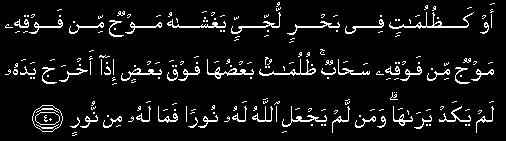 أَوْ كَظُلُمَـٰتٍ فِى بَحْرٍ لُّجِّىٍّ يَغْشَىٰهُ مَوْجٌ مِّن فَوْقِهِۦ
مَوْجٌ مِّن فَوْقِهِۦ سَحَابٌ ۚ ظُلُمَـٰتٌۢ بَعْضُهَا فَوْقَ بَعْضٍ إِذَآ أَخْرَجَ يَدَهُۥ
لَمْ يَكَدْ يَرَىٰهَا ۗ وَمَن لَّمْ يَجْعَلِ ٱللَّهُ لَهُۥ نُورًا فَمَا لَهُۥ مِن نُّورٍ ٤٠